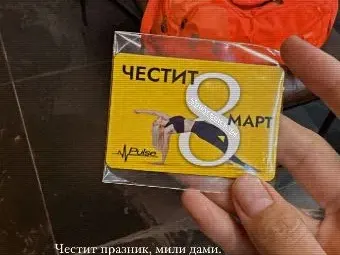 ЧЕСТИТ
8
МАРТ
Pulse
Честит празник, мили дами.